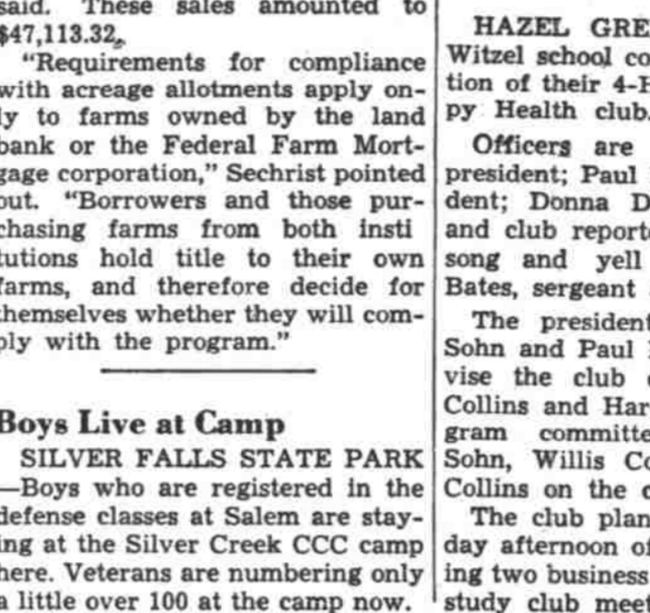 said. These sales amounted to
$47,113.32.
"Requirements for compliance
with acreage allotments apply on-
ly to farms owned by the land
bank or the Federal Farm Mort-
gage corporation," Sechrist pointed
out. "Borrowers and those pur-
chasing farms from both insti
tutions hold title to their own
farms, and therefore decide for
themselves whether they will com-
ply with the program."
Boys Live at Camp
SILVER FALLS STATE PARK
—Boys who are registered in the
defense classes at Salem are stay-
ing at the Silver Creek CCC camp
here. Veterans are numbering only
a little over 100 at the camp now.
HAZEL GRE
Witzel school co
tion of their 4-H
py Health club.
Officers are
president; Paul
dent; Donna D
and club reporte
song and yell
Bates, sergeant
The president
Sohn and Paul
vise the club
Collins and Har
gram committe
Sohn, Willis Co
Collins on the
The club plan
day afternoon of
ing two business
study club meet